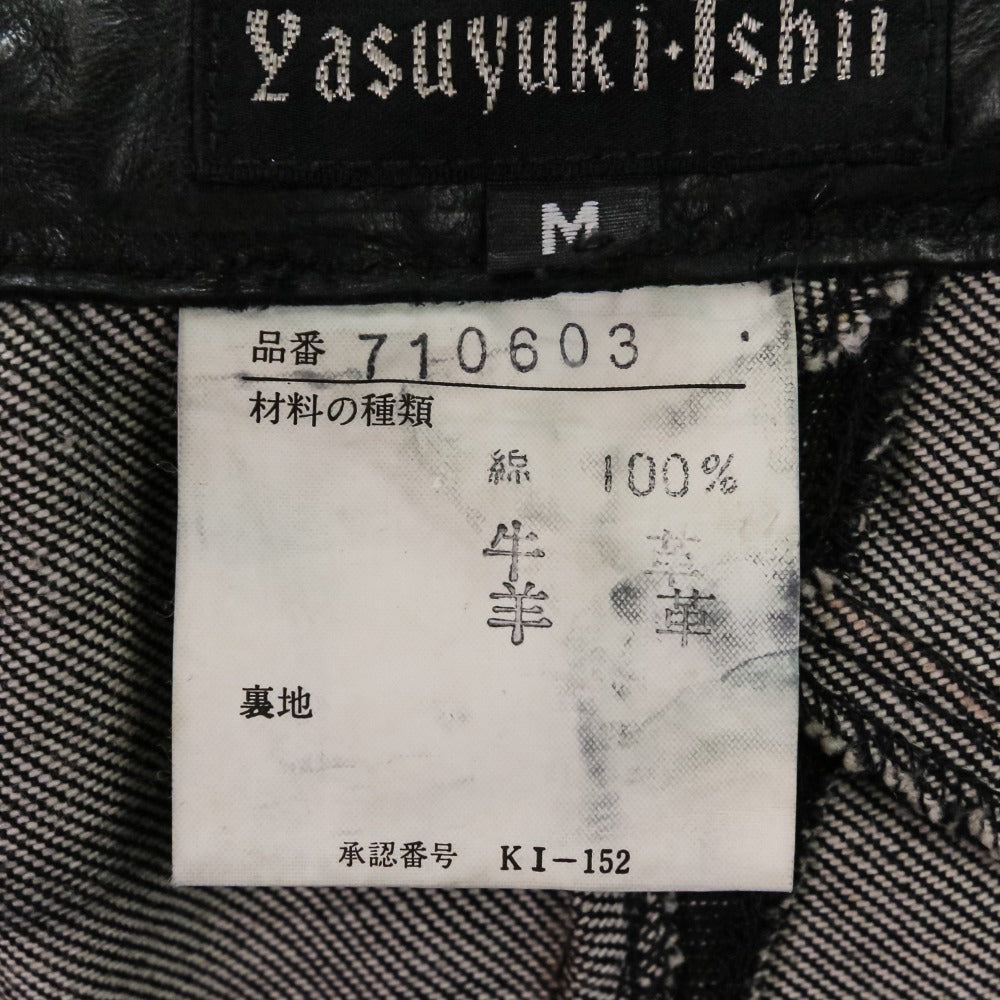 Yasuyuki·Ishii
M
品番 710603
材料の種類
綿 100%
牛 革
羊 革
裏地
承認番号 KI-152